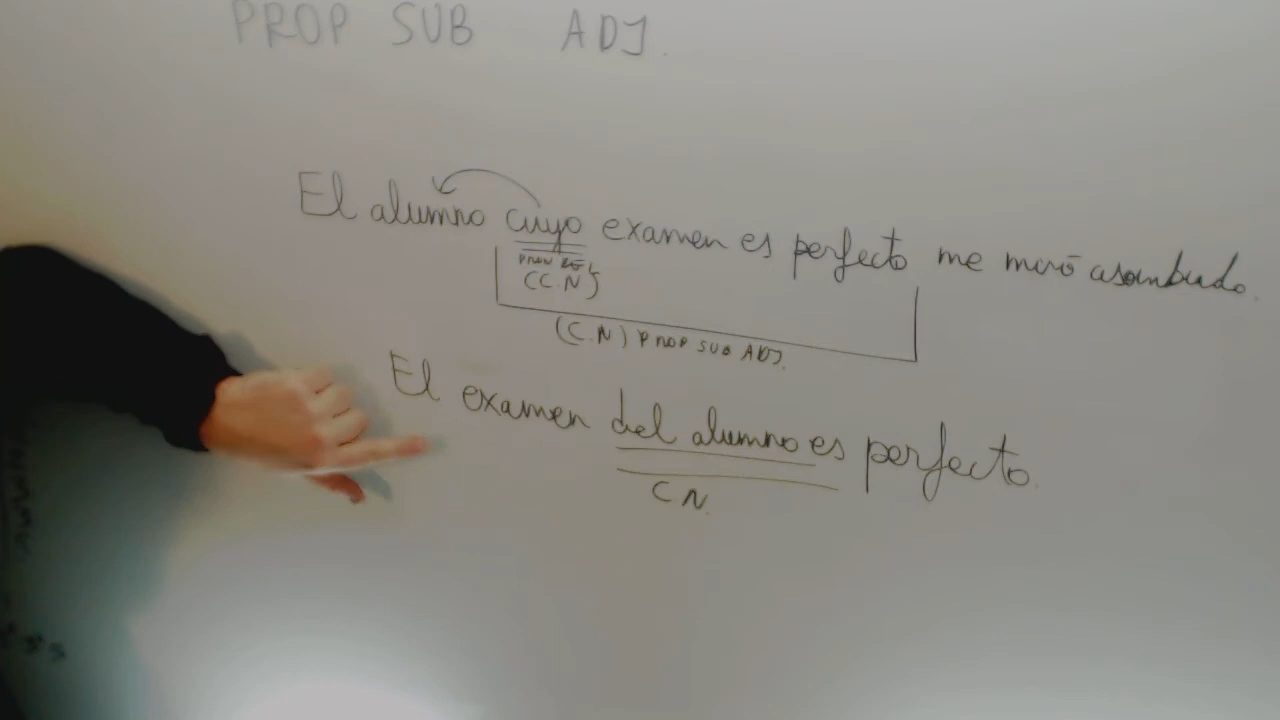 PROP SUB ADJ.
El alumno cuyo examen es perfecto me miró asombrado.
PRON REL
(C.N)
(C.N) PROP SUB ADJ.
El examen del alumno es perfecto.
CN.